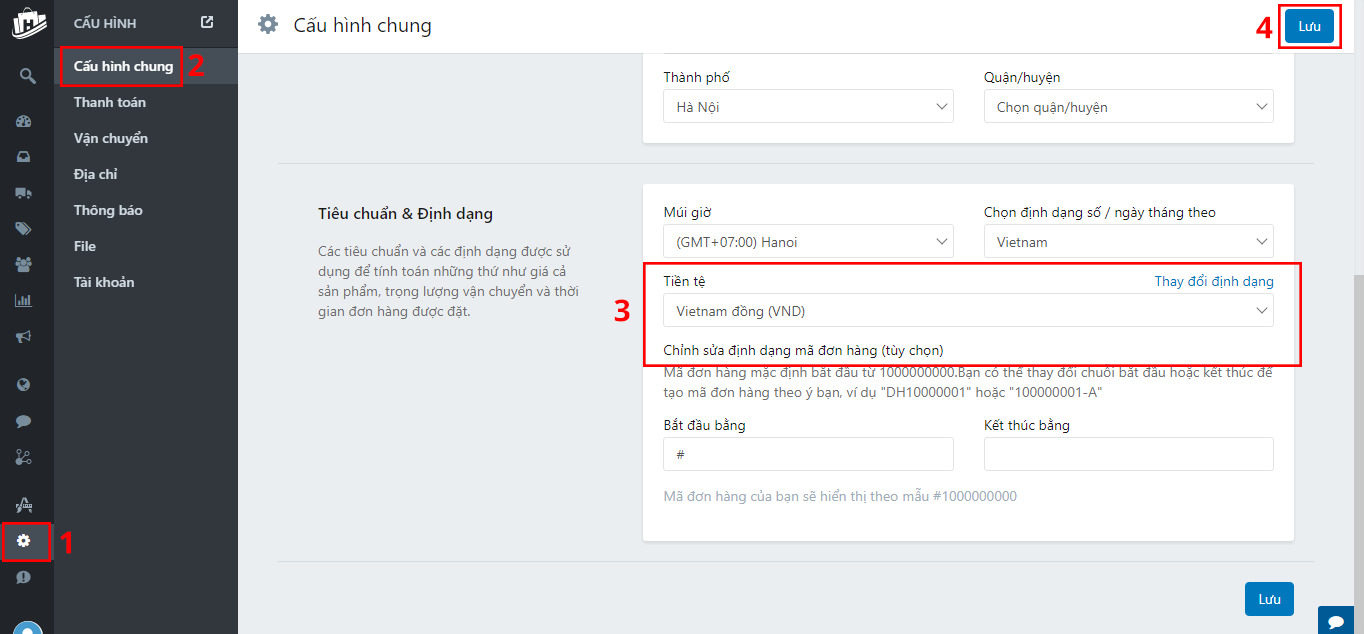 CẤU HÌNH
Cấu hình chung
2
Thanh toán
Vận chuyển
Địa chỉ
Thông báo
File
Tài khoản
1
Cấu hình chung
4
Lưu
Thành phố
Quận/huyện
Hà Nội
Chọn quận/huyện
Tiêu chuẩn & Định dạng
Các tiêu chuẩn và các định dạng được sử
dụng để tính toán những thứ như giá cả
sản phẩm, trọng lượng vận chuyển và thời
gian đơn hàng được đặt.
Múi giờ
Chọn định dạng số / ngày tháng theo
(GMT+07:00) Hanoi
Vietnam
3
Tiền tệ
Thay đổi định dạng
Vietnam đồng (VND)
Chỉnh sửa định dạng mã đơn hàng (tùy chọn)
Mã đơn hàng mặc định bắt đầu từ 1000000000.Bạn có thể thay đổi chuỗi bắt đầu hoặc kết thúc để
tạo mã đơn hàng theo ý bạn, ví dụ "DH10000001" hoặc "100000001-A"
Bắt đầu bằng
Kết thúc bằng
#
Mã đơn hàng của bạn sẽ hiển thị theo mẫu #1000000000
Lưu